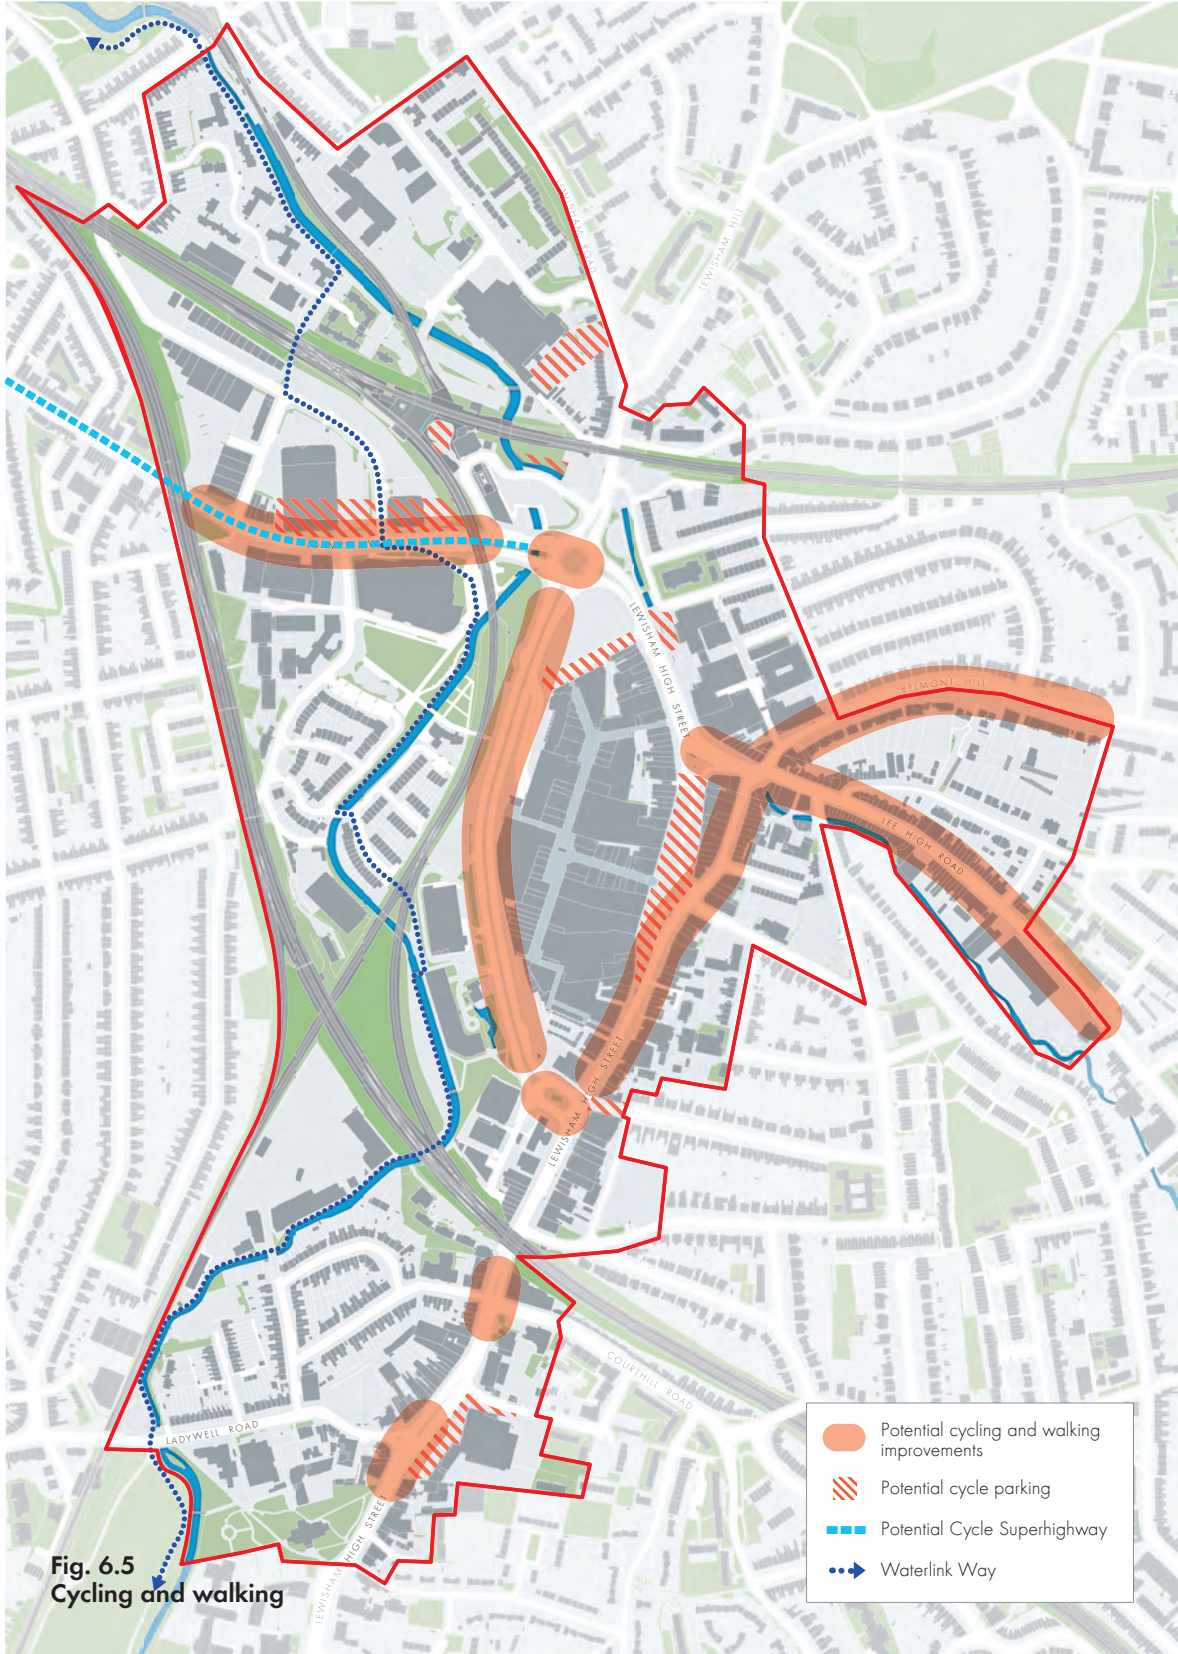 LEWISHAM ROAD
LEWISHAM HILL
LEWISHAM HIGH STREET
BELMONT HILL
LEE HIGH ROAD
LEWISHAM HIGH STREET
COURTHILL ROAD
LADYWELL ROAD
LEWISHAM HIGH STREET
Potential cycling and walking
improvements
Potential cycle parking
Potential Cycle Superhighway
Waterlink Way
Fig. 6.5
Cycling and walking